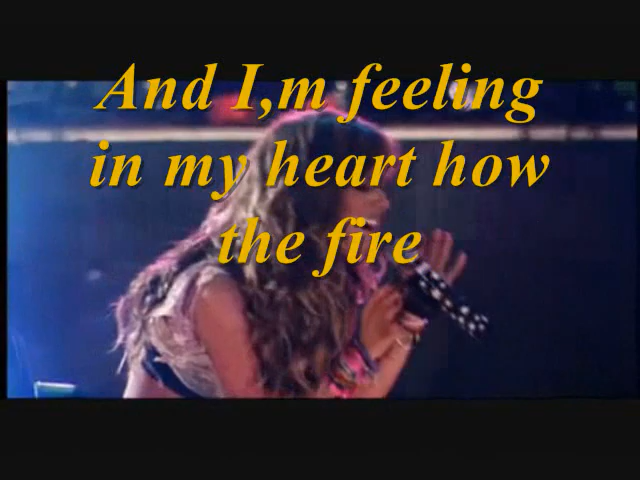 And I,m feeling
in my heart how
the fire